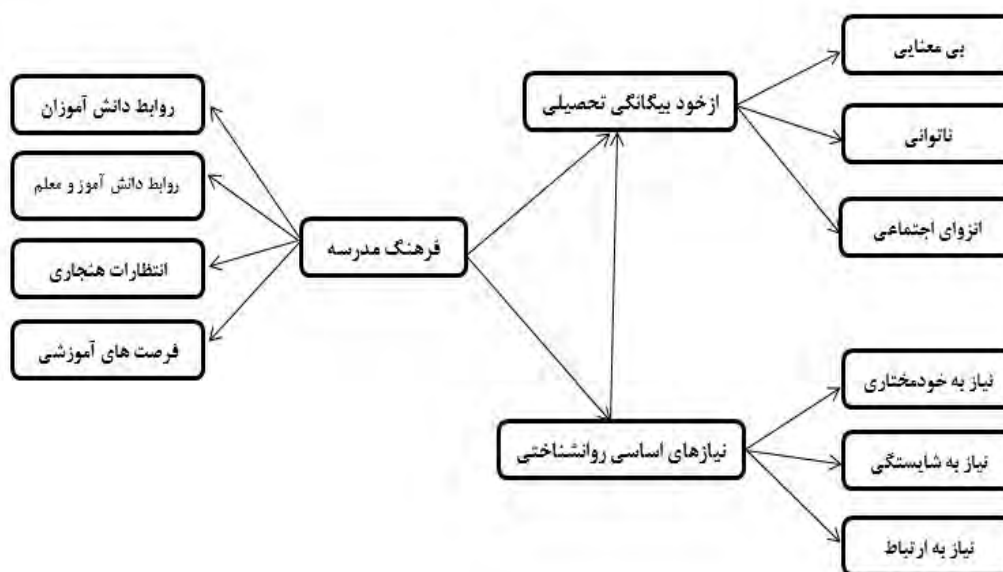 بی معنایی
ازخود بیگانگی تحصیلی
روابط دانش آموزان
ناتوانی
روابط دانش آموز و معلم
انزوای اجتماعی
فرهنگ مدرسه
انتظارات هنجاری
فرصت های آموزشی
نیاز به خودمختاری
نیازهای اساسی روانشناختی
نیاز به شایستگی
نیاز به ارتباط